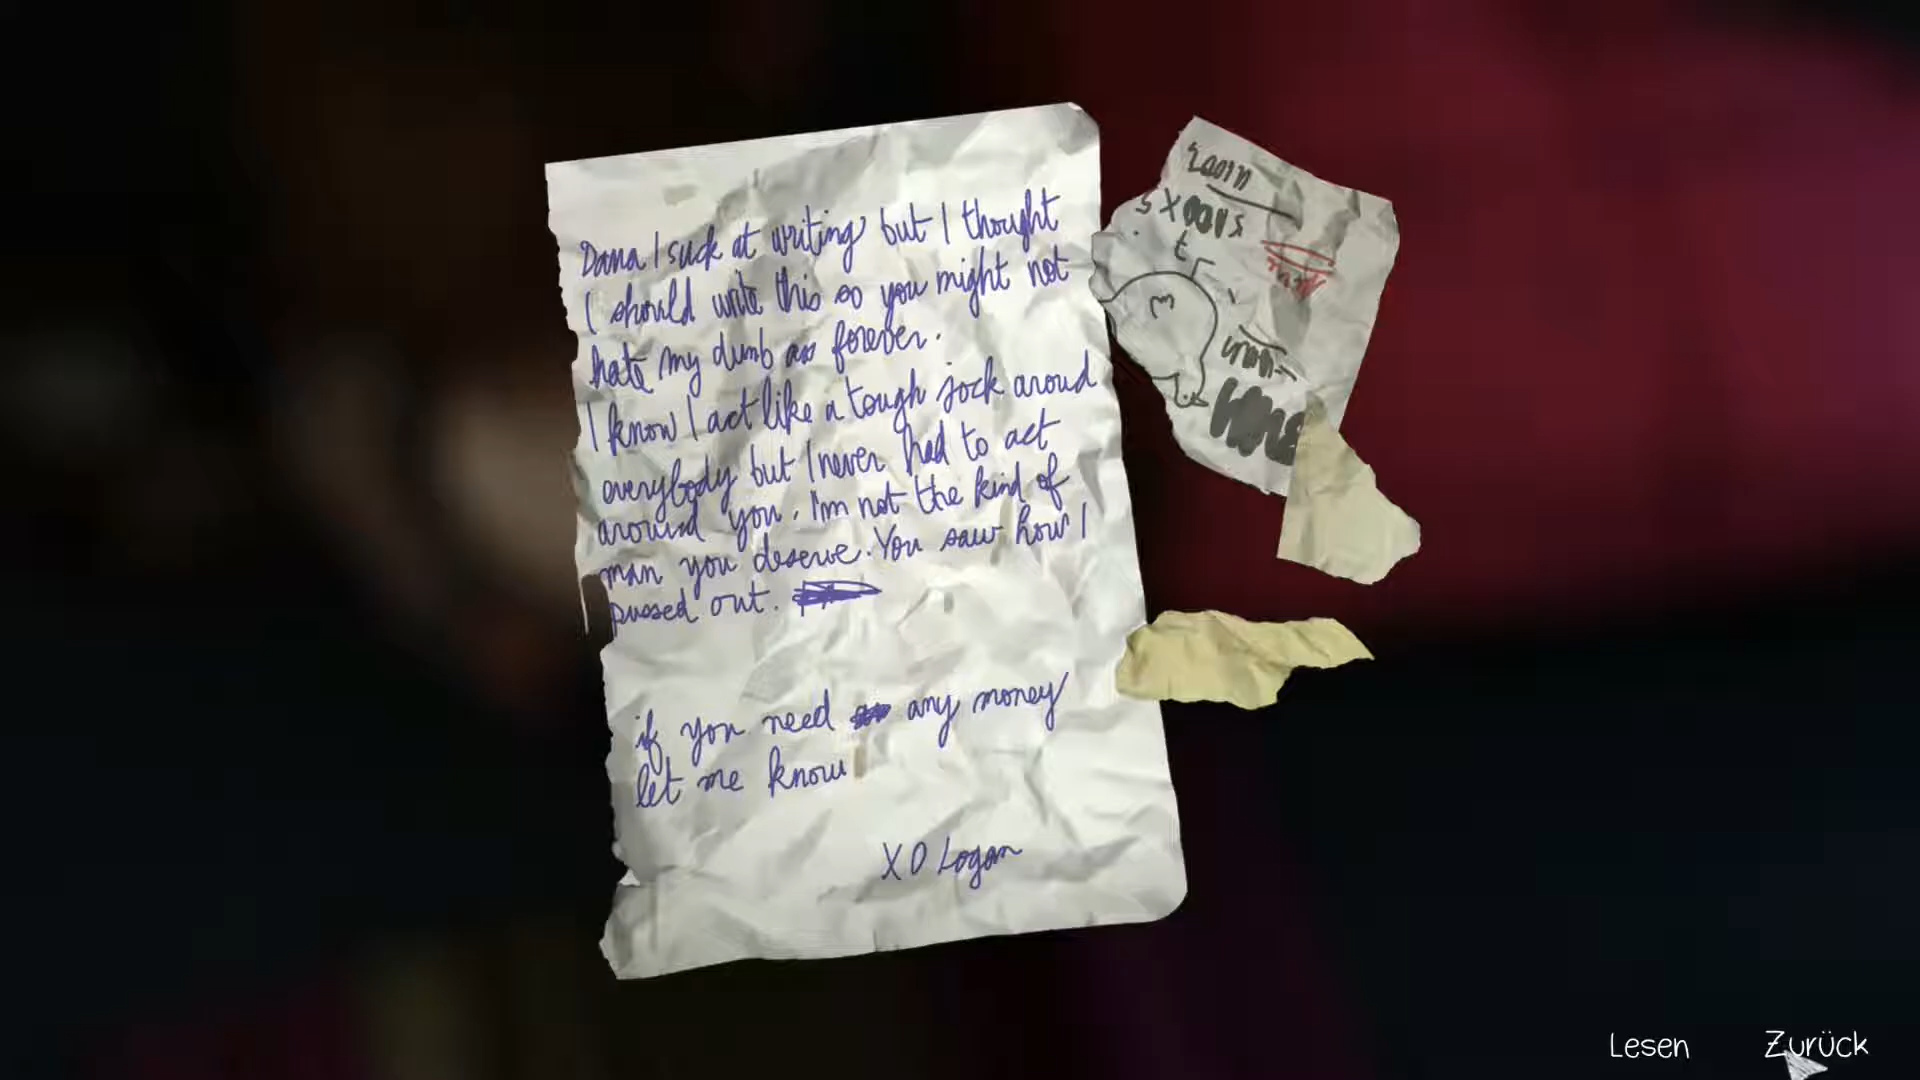 Dana I suck at writing but I thought
I should write this so you might not
hate my dumb ass forever.
I know I act like a tough jock aroud
everybody but I never had to act
around you. I'm not the kind of
man you deserve. You saw how I
pussed out.
if you need any money
let me know
XO Logan
Lesen
Zurück